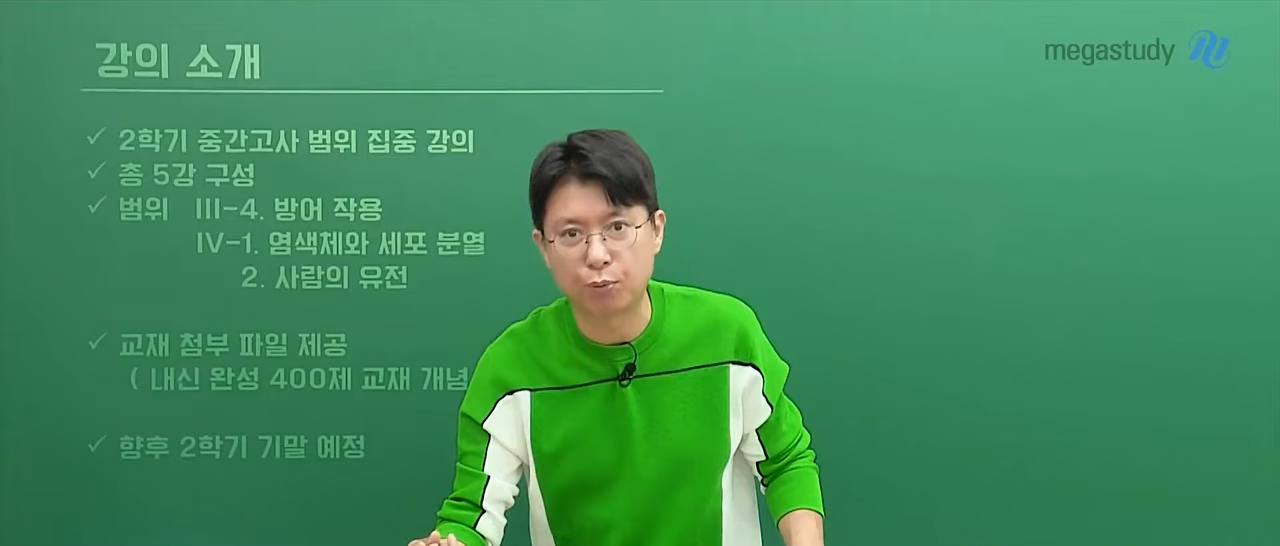 강의 소개
megastudy
✓ 2학기 중간고사 범위 집중 강의
✓ 총 5강 구성
✓ 범위 III-4. 방어 작용
IV-1. 염색체와 세포 분열
2. 사람의 유전
✓ 교재 첨부 파일 제공
( 내신 완성 400제 교재 개념
✓ 향후 2학기 기말 예정